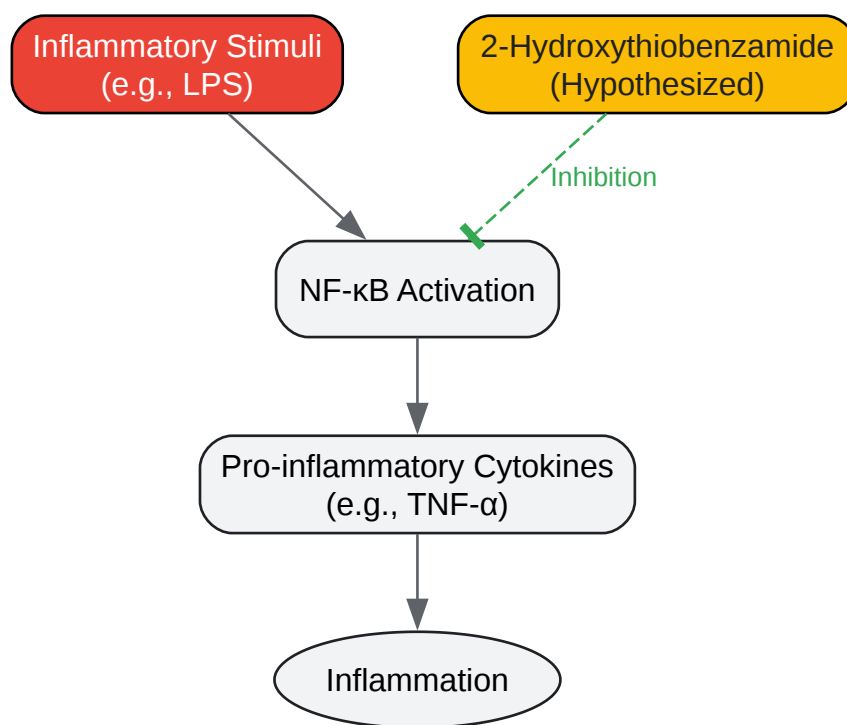 Inflammatory Stimuli
(e.g., LPS)
2-Hydroxythiobenzamide
(Hypothesized)
Inhibition
NF-κB Activation
Pro-inflammatory Cytokines
(e.g., TNF-α)
Inflammation